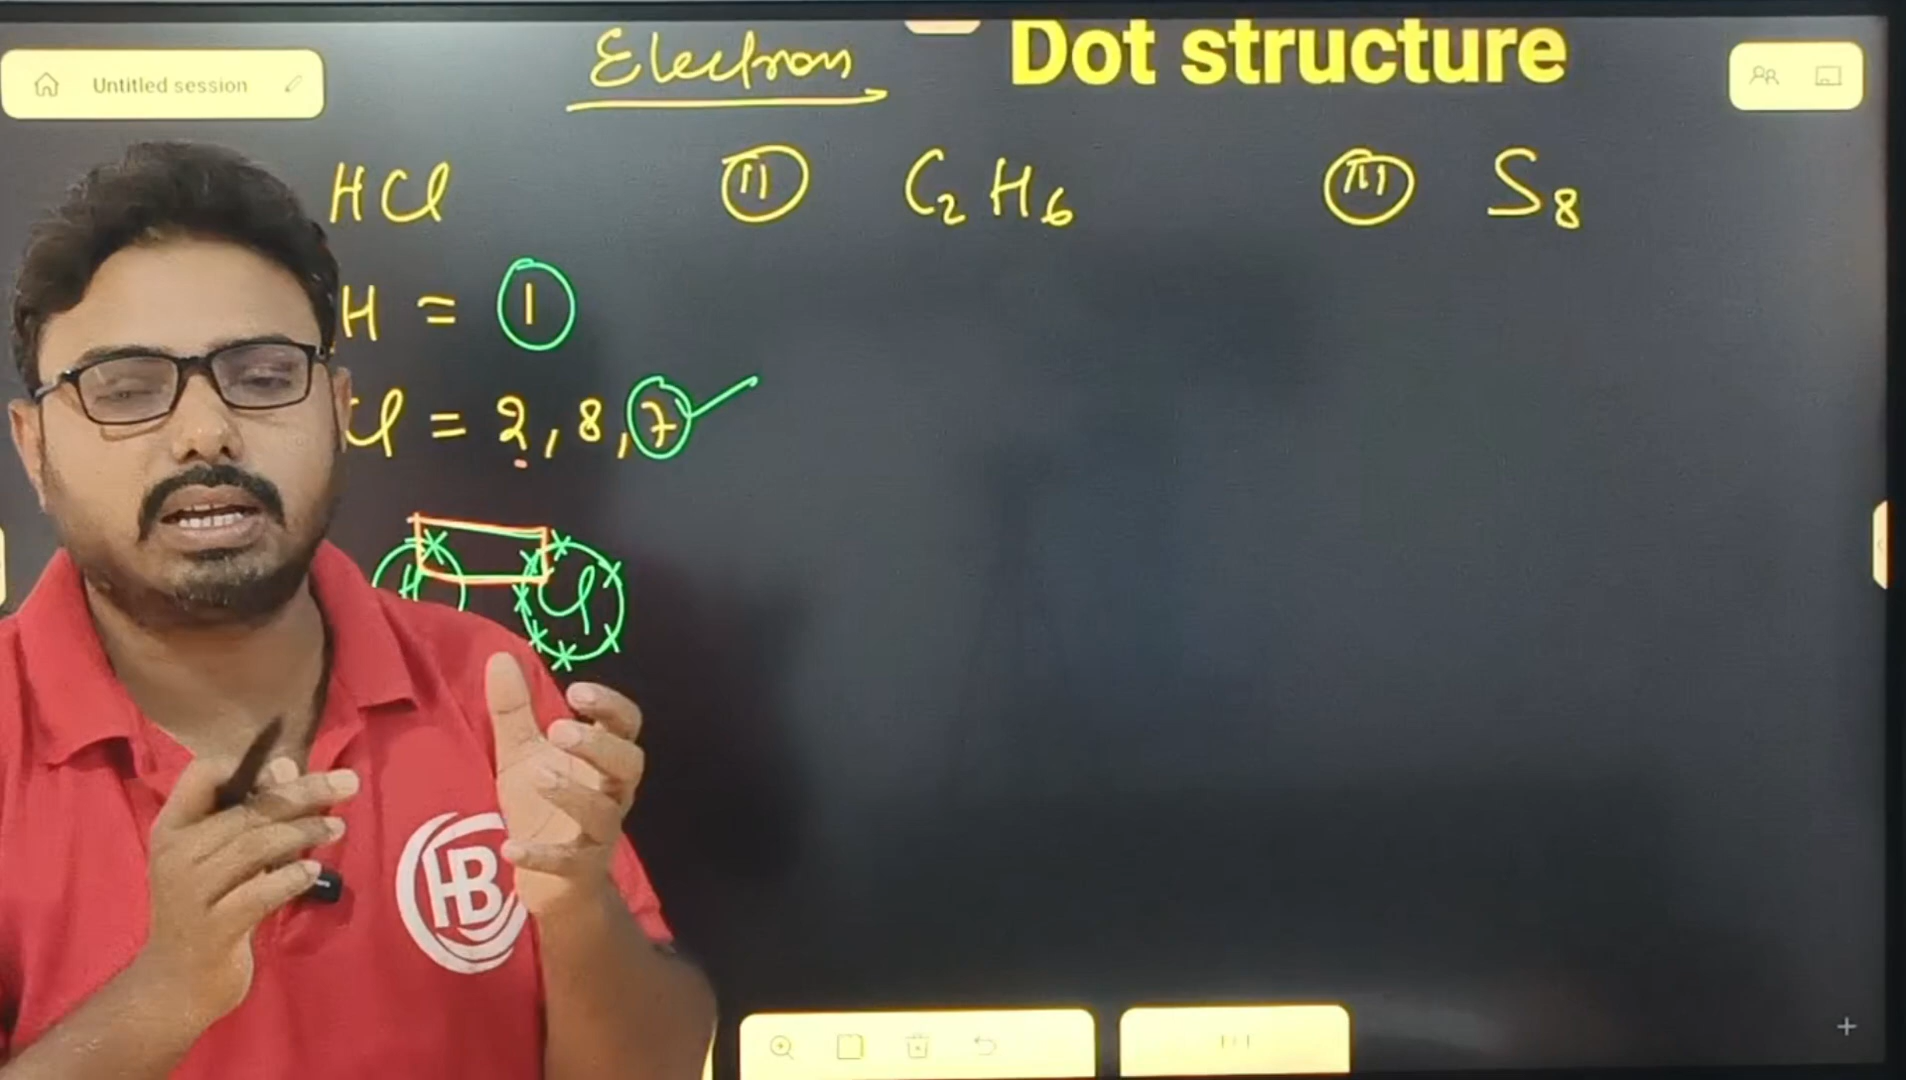 Untitled session
Electron Dot structure
HCl (II) C2H6 (III) S8
H = 1
Cl = 2, 8, 7
H Cl
HB